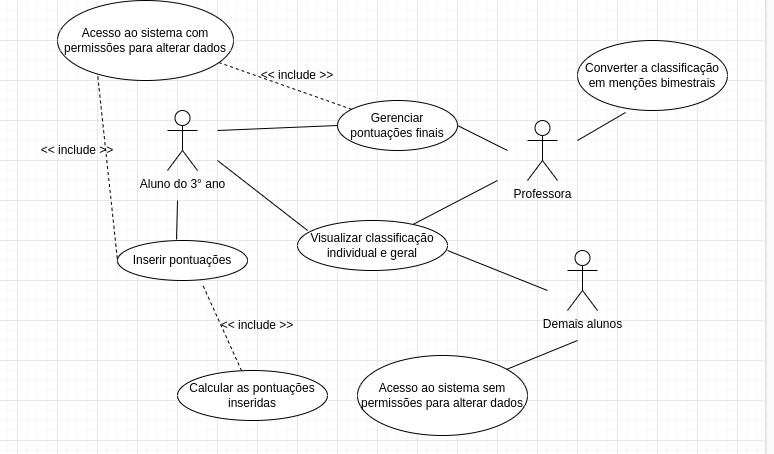 Acesso ao sistema com
permissões para alterar dados
<< include >>
Converter a classificação
em menções bimestrais
Gerenciar
pontuações finais
<< include >>
Aluno do 3° ano
Professora
Visualizar classificação
individual e geral
Inserir pontuações
<< include >>
Demais alunos
Calcular as pontuações
inseridas
Acesso ao sistema sem
permissões para alterar dados